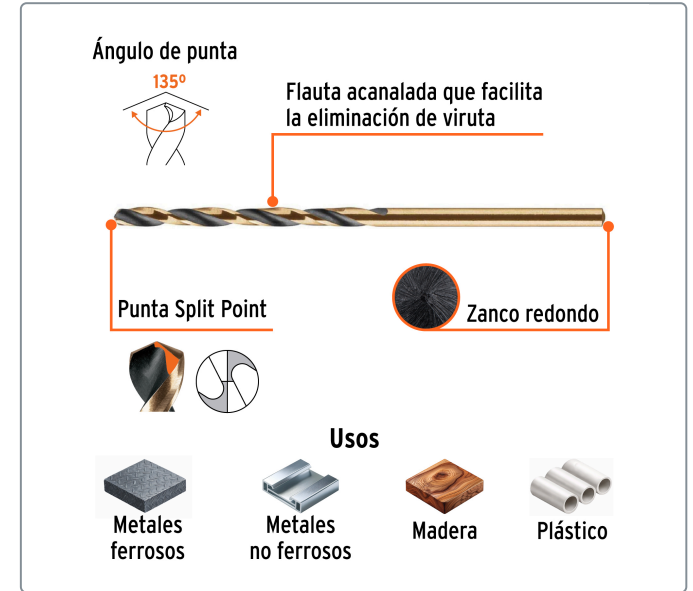 Ángulo de punta
135º
Flauta acanalada que facilita
la eliminación de viruta
Punta Split Point
Zanco redondo
Usos
Metales
ferrosos
Metales
no ferrosos
Madera
Plástico